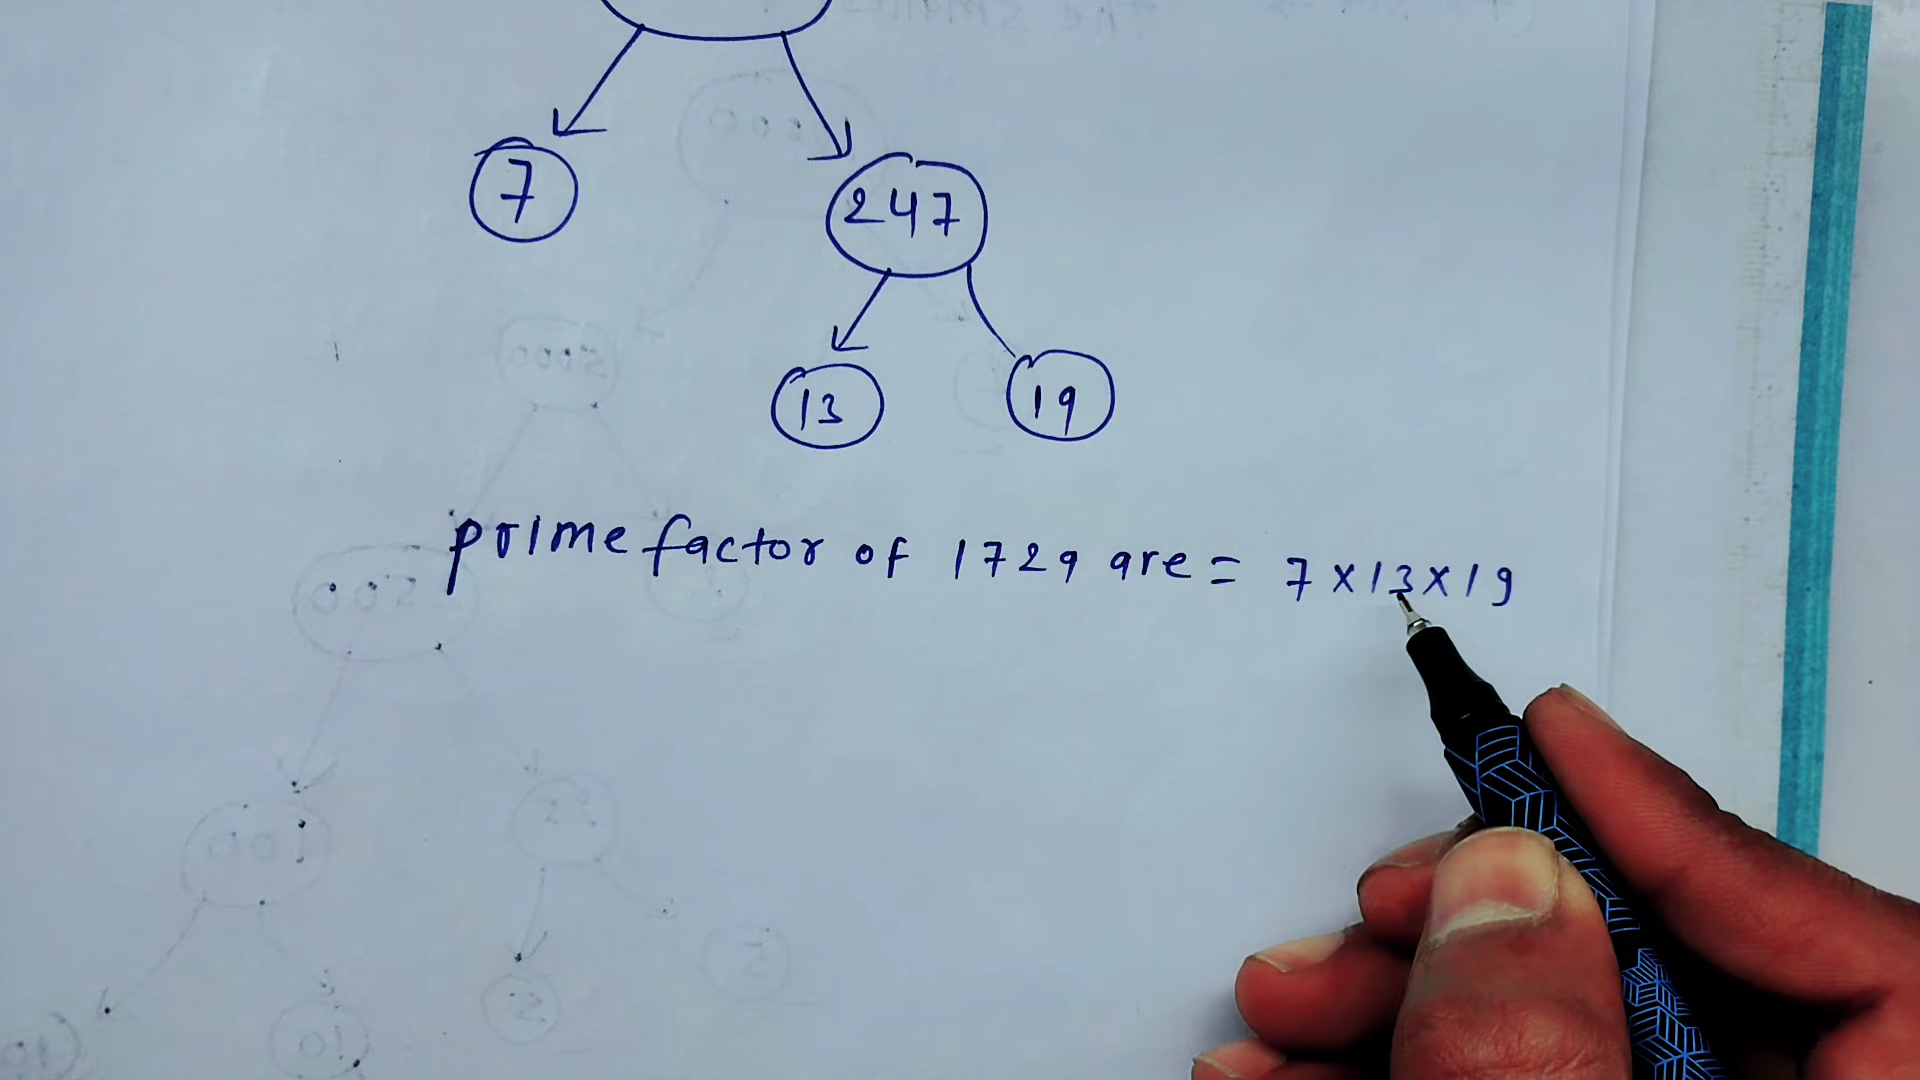 7
247
13 19
prime factor of 1729 are = 7 x 13 x 19